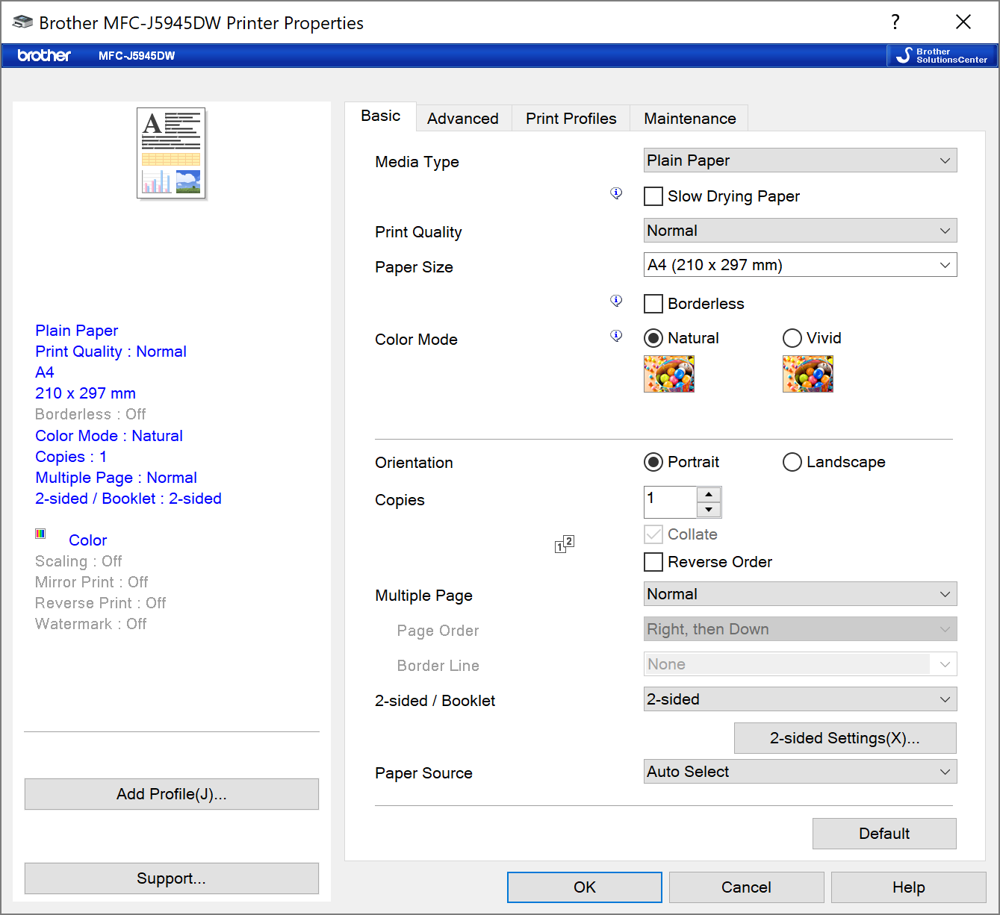 Brother MFC-J5945DW Printer Properties
?
brother
MFC-J5945DW
Brother
SolutionsCenter
A
Plain Paper
Print Quality : Normal
A4
210 x 297 mm
Borderless : Off
Color Mode : Natural
Copies : 1
Multiple Page : Normal
2-sided / Booklet : 2-sided
Color
Scaling : Off
Mirror Print : Off
Reverse Print : Off
Watermark : Off
Add Profile(J)...
Support...
Basic
Advanced
Print Profiles
Maintenance
Media Type
Plain Paper
Slow Drying Paper
Print Quality
Normal
Paper Size
A4 (210 x 297 mm)
Borderless
Color Mode
Natural
Vivid
Orientation
Portrait
Landscape
Copies
1
Collate
1 2
Reverse Order
Multiple Page
Normal
Page Order
Right, then Down
Border Line
None
2-sided / Booklet
2-sided
2-sided Settings(X)...
Paper Source
Auto Select
Default
OK
Cancel
Help